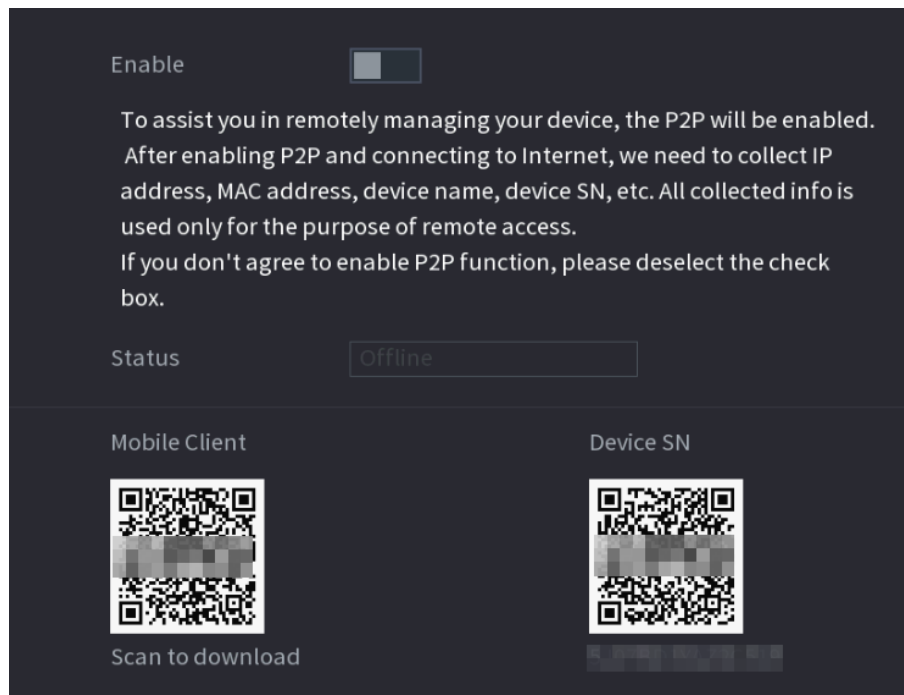 Enable
To assist you in remotely managing your device, the P2P will be enabled.
After enabling P2P and connecting to Internet, we need to collect IP
address, MAC address, device name, device SN, etc. All collected info is
used only for the purpose of remote access.
If you don't agree to enable P2P function, please deselect the check
box.
Status Offline
Mobile Client Device SN
Scan to download